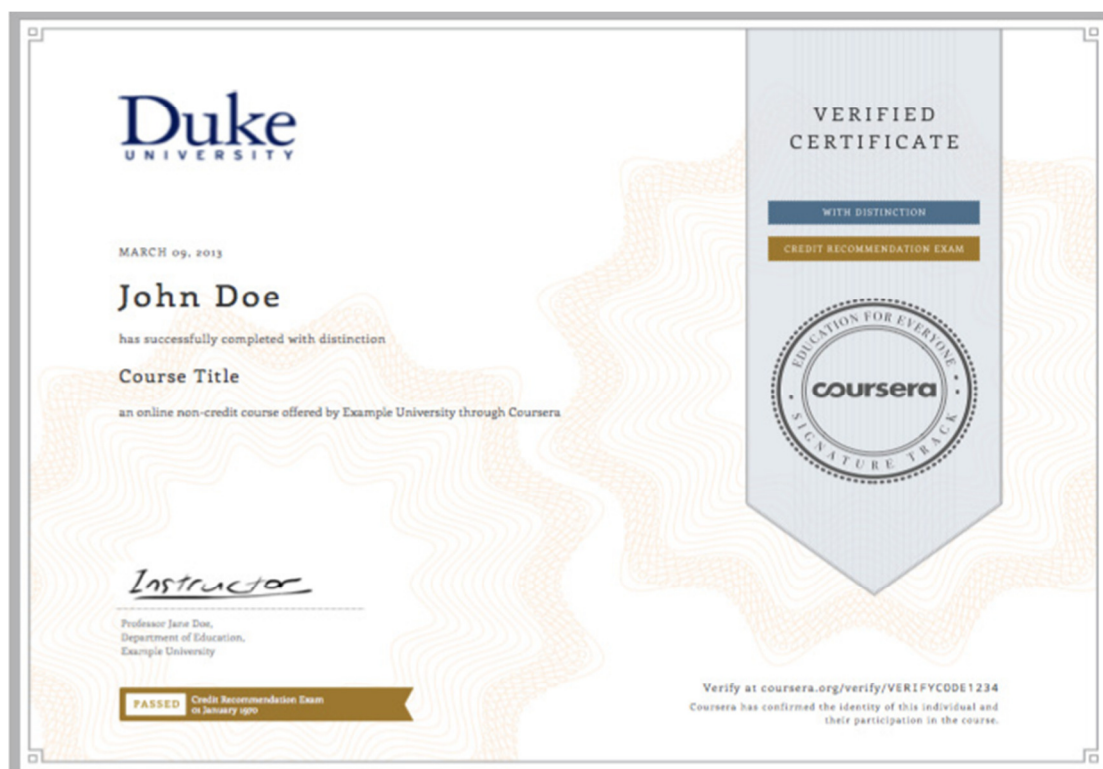 Duke
UNIVERSITY
MARCH 09, 2013
John Doe
has successfully completed with distinction
Course Title
an online non-credit course offered by Example University through Coursera
Instructor
Professor Jane Doe,
Department of Education,
Example University
PASSED
Credit Recommendation Exam
01 January 1970
VERIFIED
CERTIFICATE
WITH DISTINCTION
CREDIT RECOMMENDATION EXAM
EDUCATION FOR EVERYONE
coursera
SIGNATURE TRACK
Verify at coursera.org/verify/VERIFYCODE1234
Coursera has confirmed the identity of this individual and
their participation in the course.